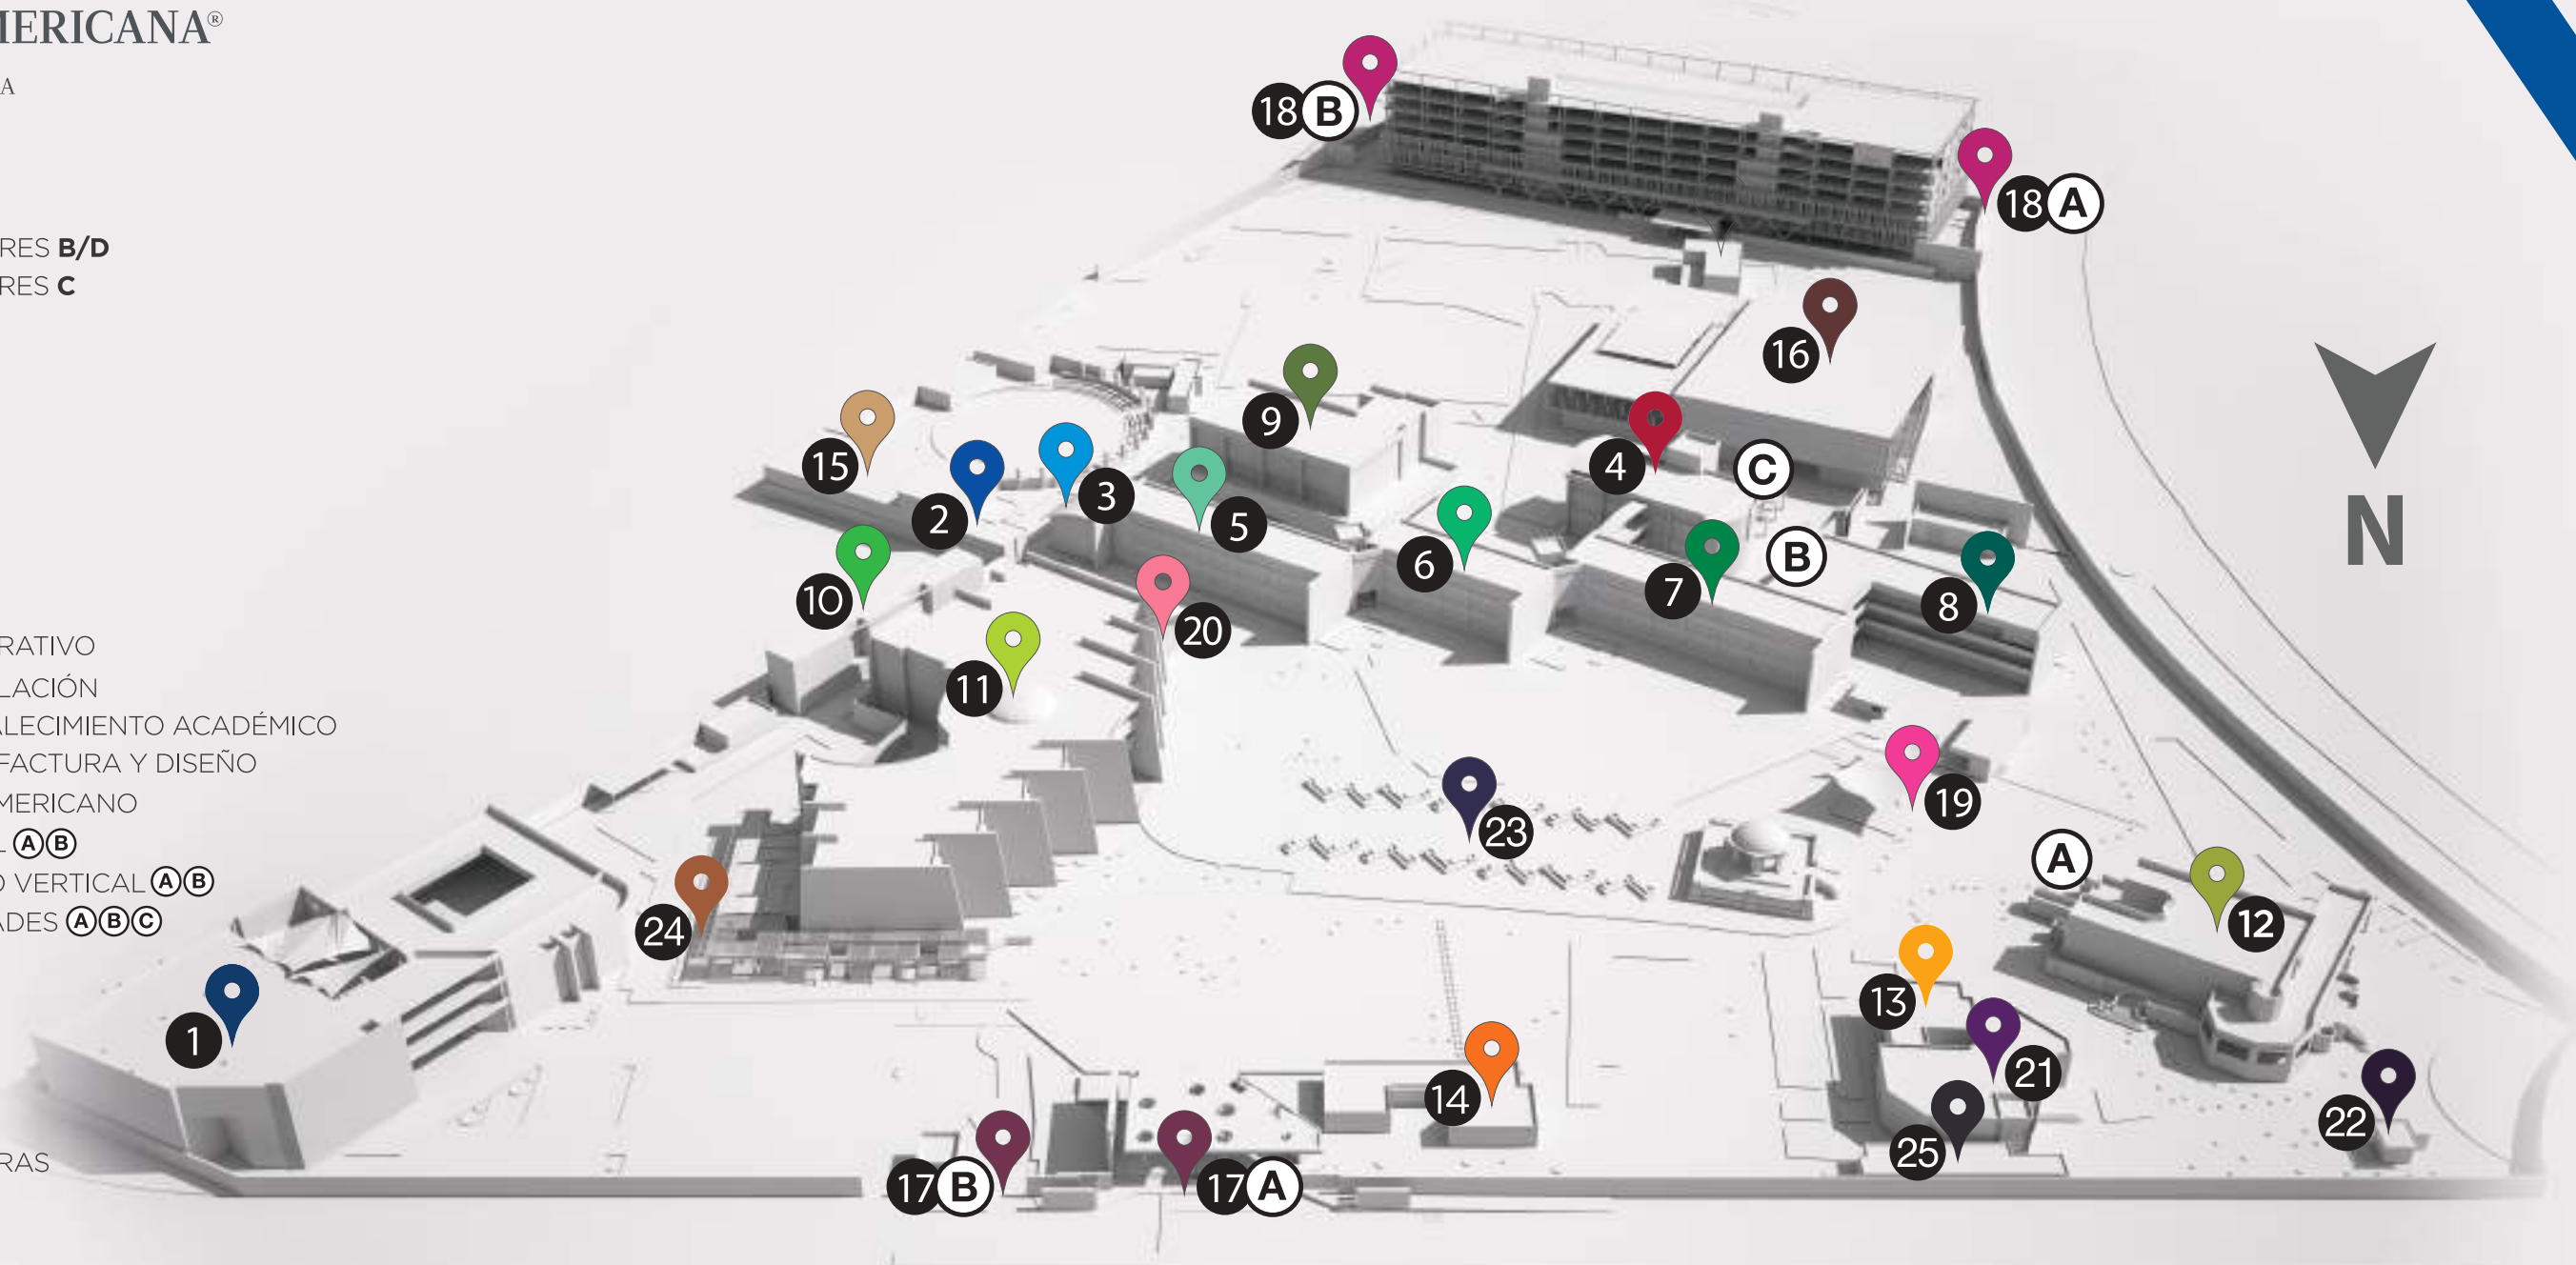 MERICANA®
A
RES B/D
RES C
RATIVO
LACIÓN
ALECIMIENTO ACADÉMICO
FACTURA Y DISEÑO
MERICANO
L A B
O VERTICAL A B
ADES A B C
RAS
18 B
18 A
16
9
4
C
15
3
2
5
6
B
7
8
10
20
11
19
23
A
12
24
13
1
21
14
22
25
17 B
17 A
N